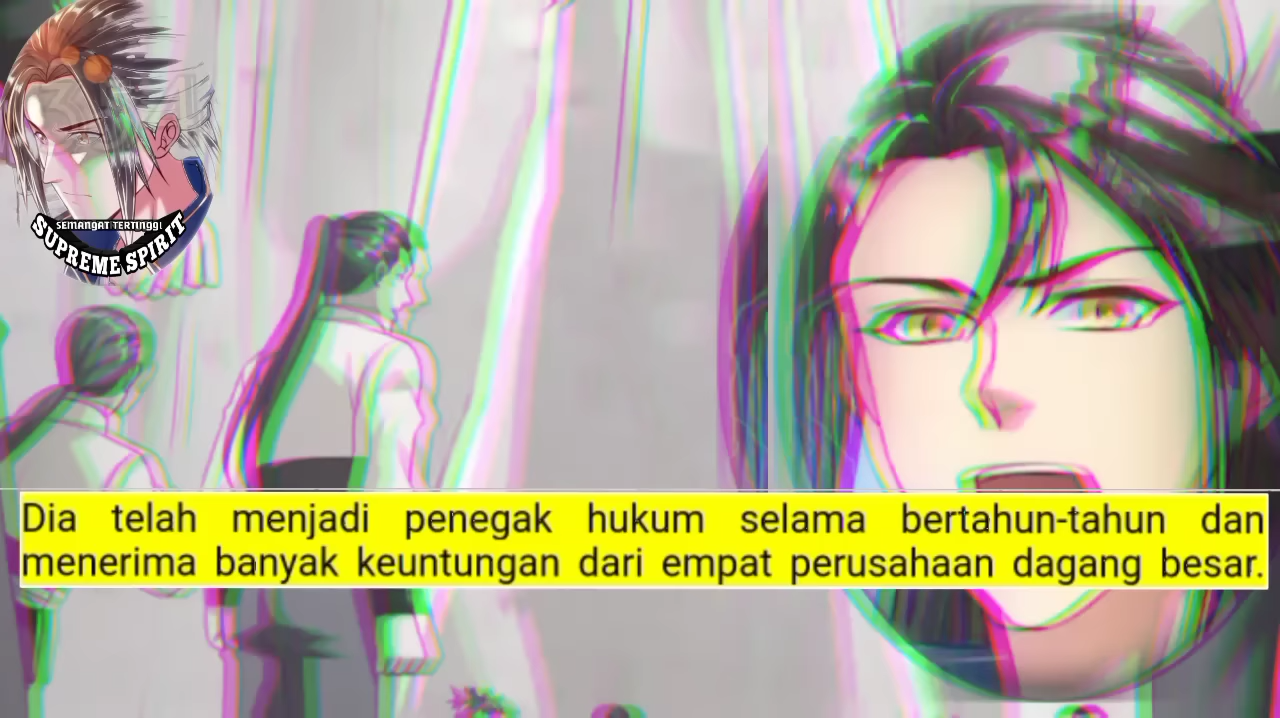 SEMANGAT TERTINGGI
SUPREME SPIRIT
Dia telah menjadi penegak hukum selama bertahun-tahun dan
menerima banyak keuntungan dari empat perusahaan dagang besar.